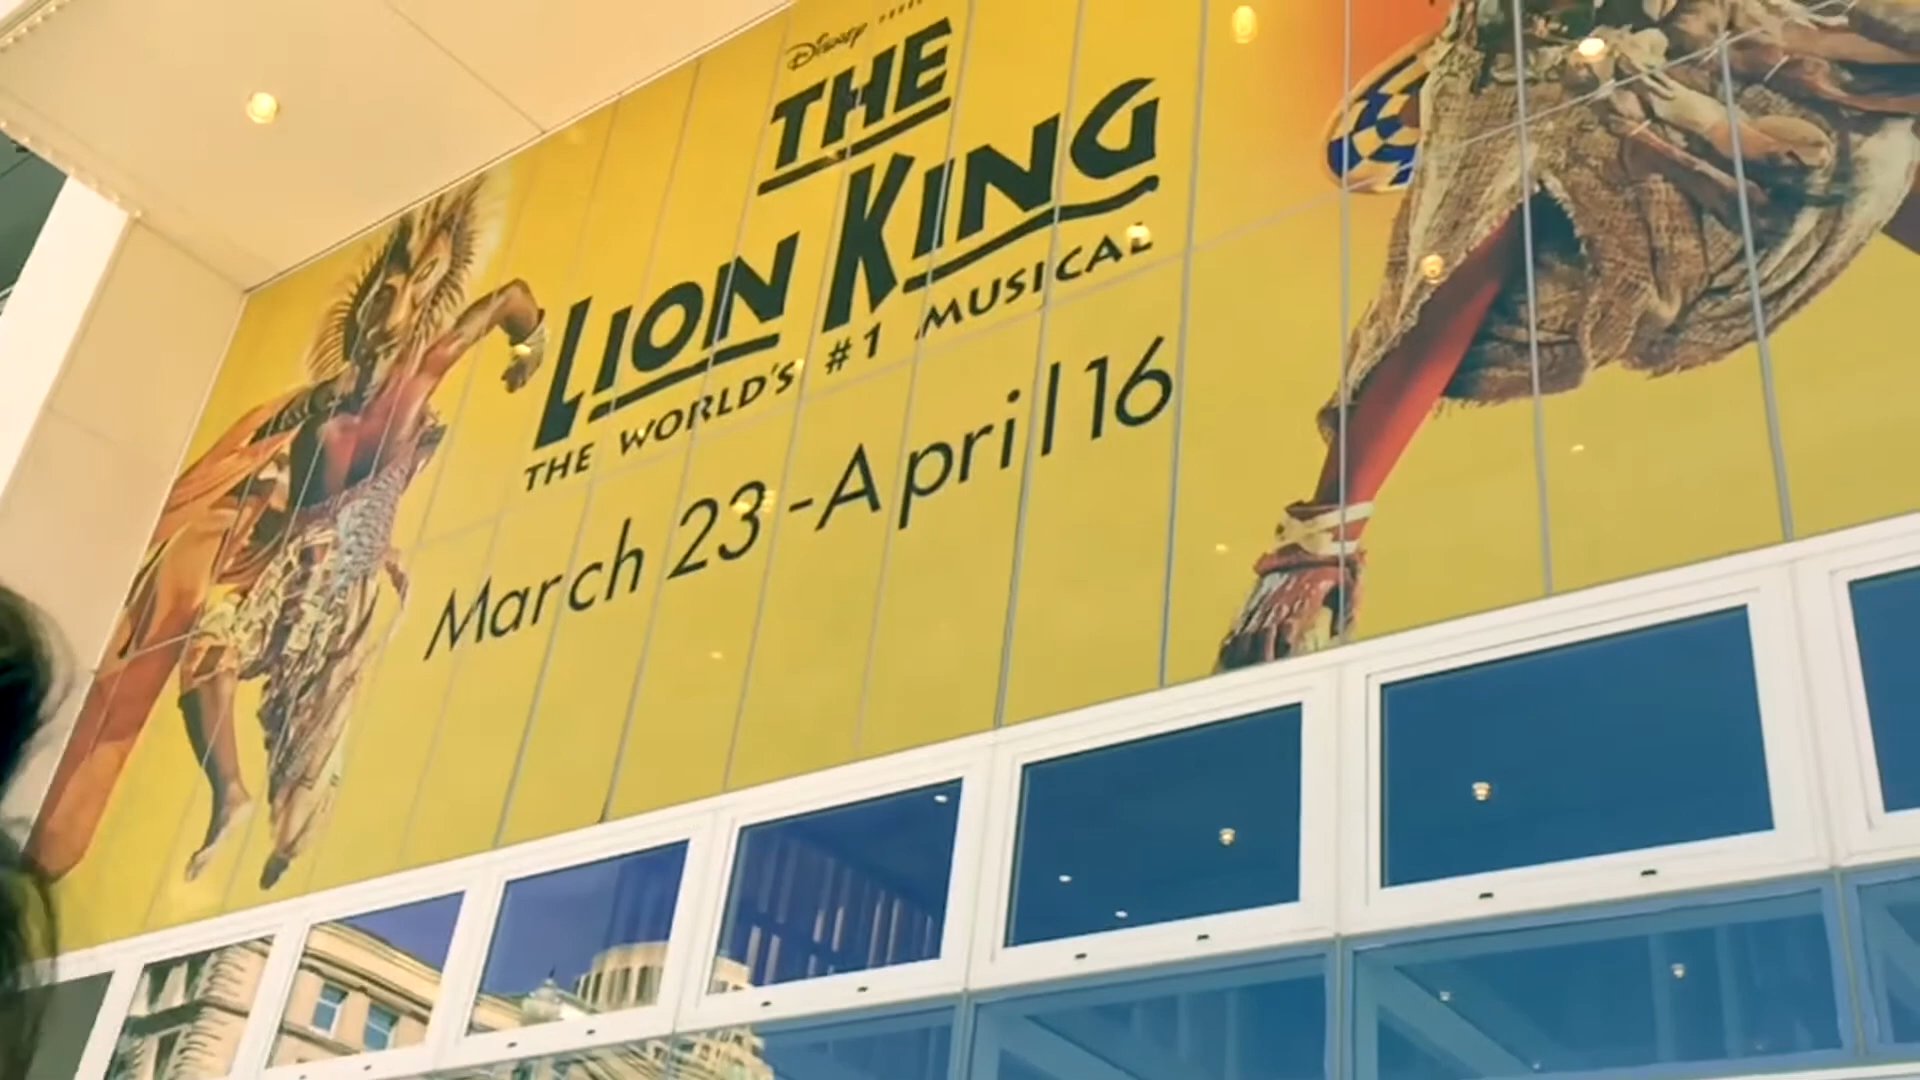 Disney
THE
LION KING
THE WORLD'S #1 MUSICAL
March 23-April 16